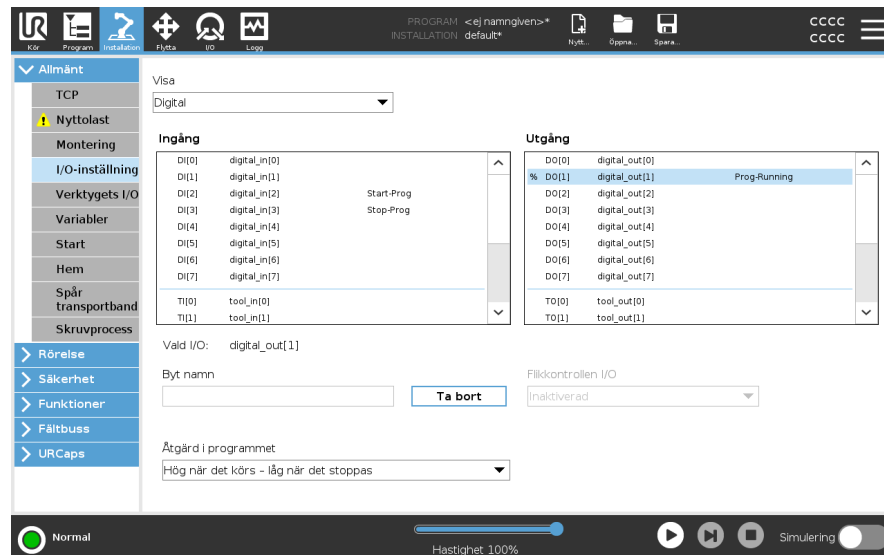 PROGRAM <ej namngiven>*
INSTALLATION default*
CCCC
CCCC
Kör
Program
Installation
Flytta
I/O
Logg
Nytt...
Öppna...
Spara...
Allmänt
TCP
Nyttolast
Montering
I/O-inställning
Verktygets I/O
Variabler
Start
Hem
Spår
transportband
Skruvprocess
Rörelse
Säkerhet
Funktioner
Fältbuss
URCaps
Visa
Digital
Ingång
DI[0] digital_in[0]
DI[1] digital_in[1]
DI[2] digital_in[2] Start-Prog
DI[3] digital_in[3] Stop-Prog
DI[4] digital_in[4]
DI[5] digital_in[5]
DI[6] digital_in[6]
DI[7] digital_in[7]
TI[0] tool_in[0]
TI[1] tool_in[1]
Utgång
DO[0] digital_out[0]
% DO[1] digital_out[1] Prog-Running
DO[2] digital_out[2]
DO[3] digital_out[3]
DO[4] digital_out[4]
DO[5] digital_out[5]
DO[6] digital_out[6]
DO[7] digital_out[7]
TO[0] tool_out[0]
TO[1] tool_out[1]
Vald I/O: digital_out[1]
Byt namn
Ta bort
Flikkontrollen I/O
Inaktiverad
Åtgärd i programmet
Hög när det körs – låg när det stoppas
Normal
Hastighet 100%
Simulering